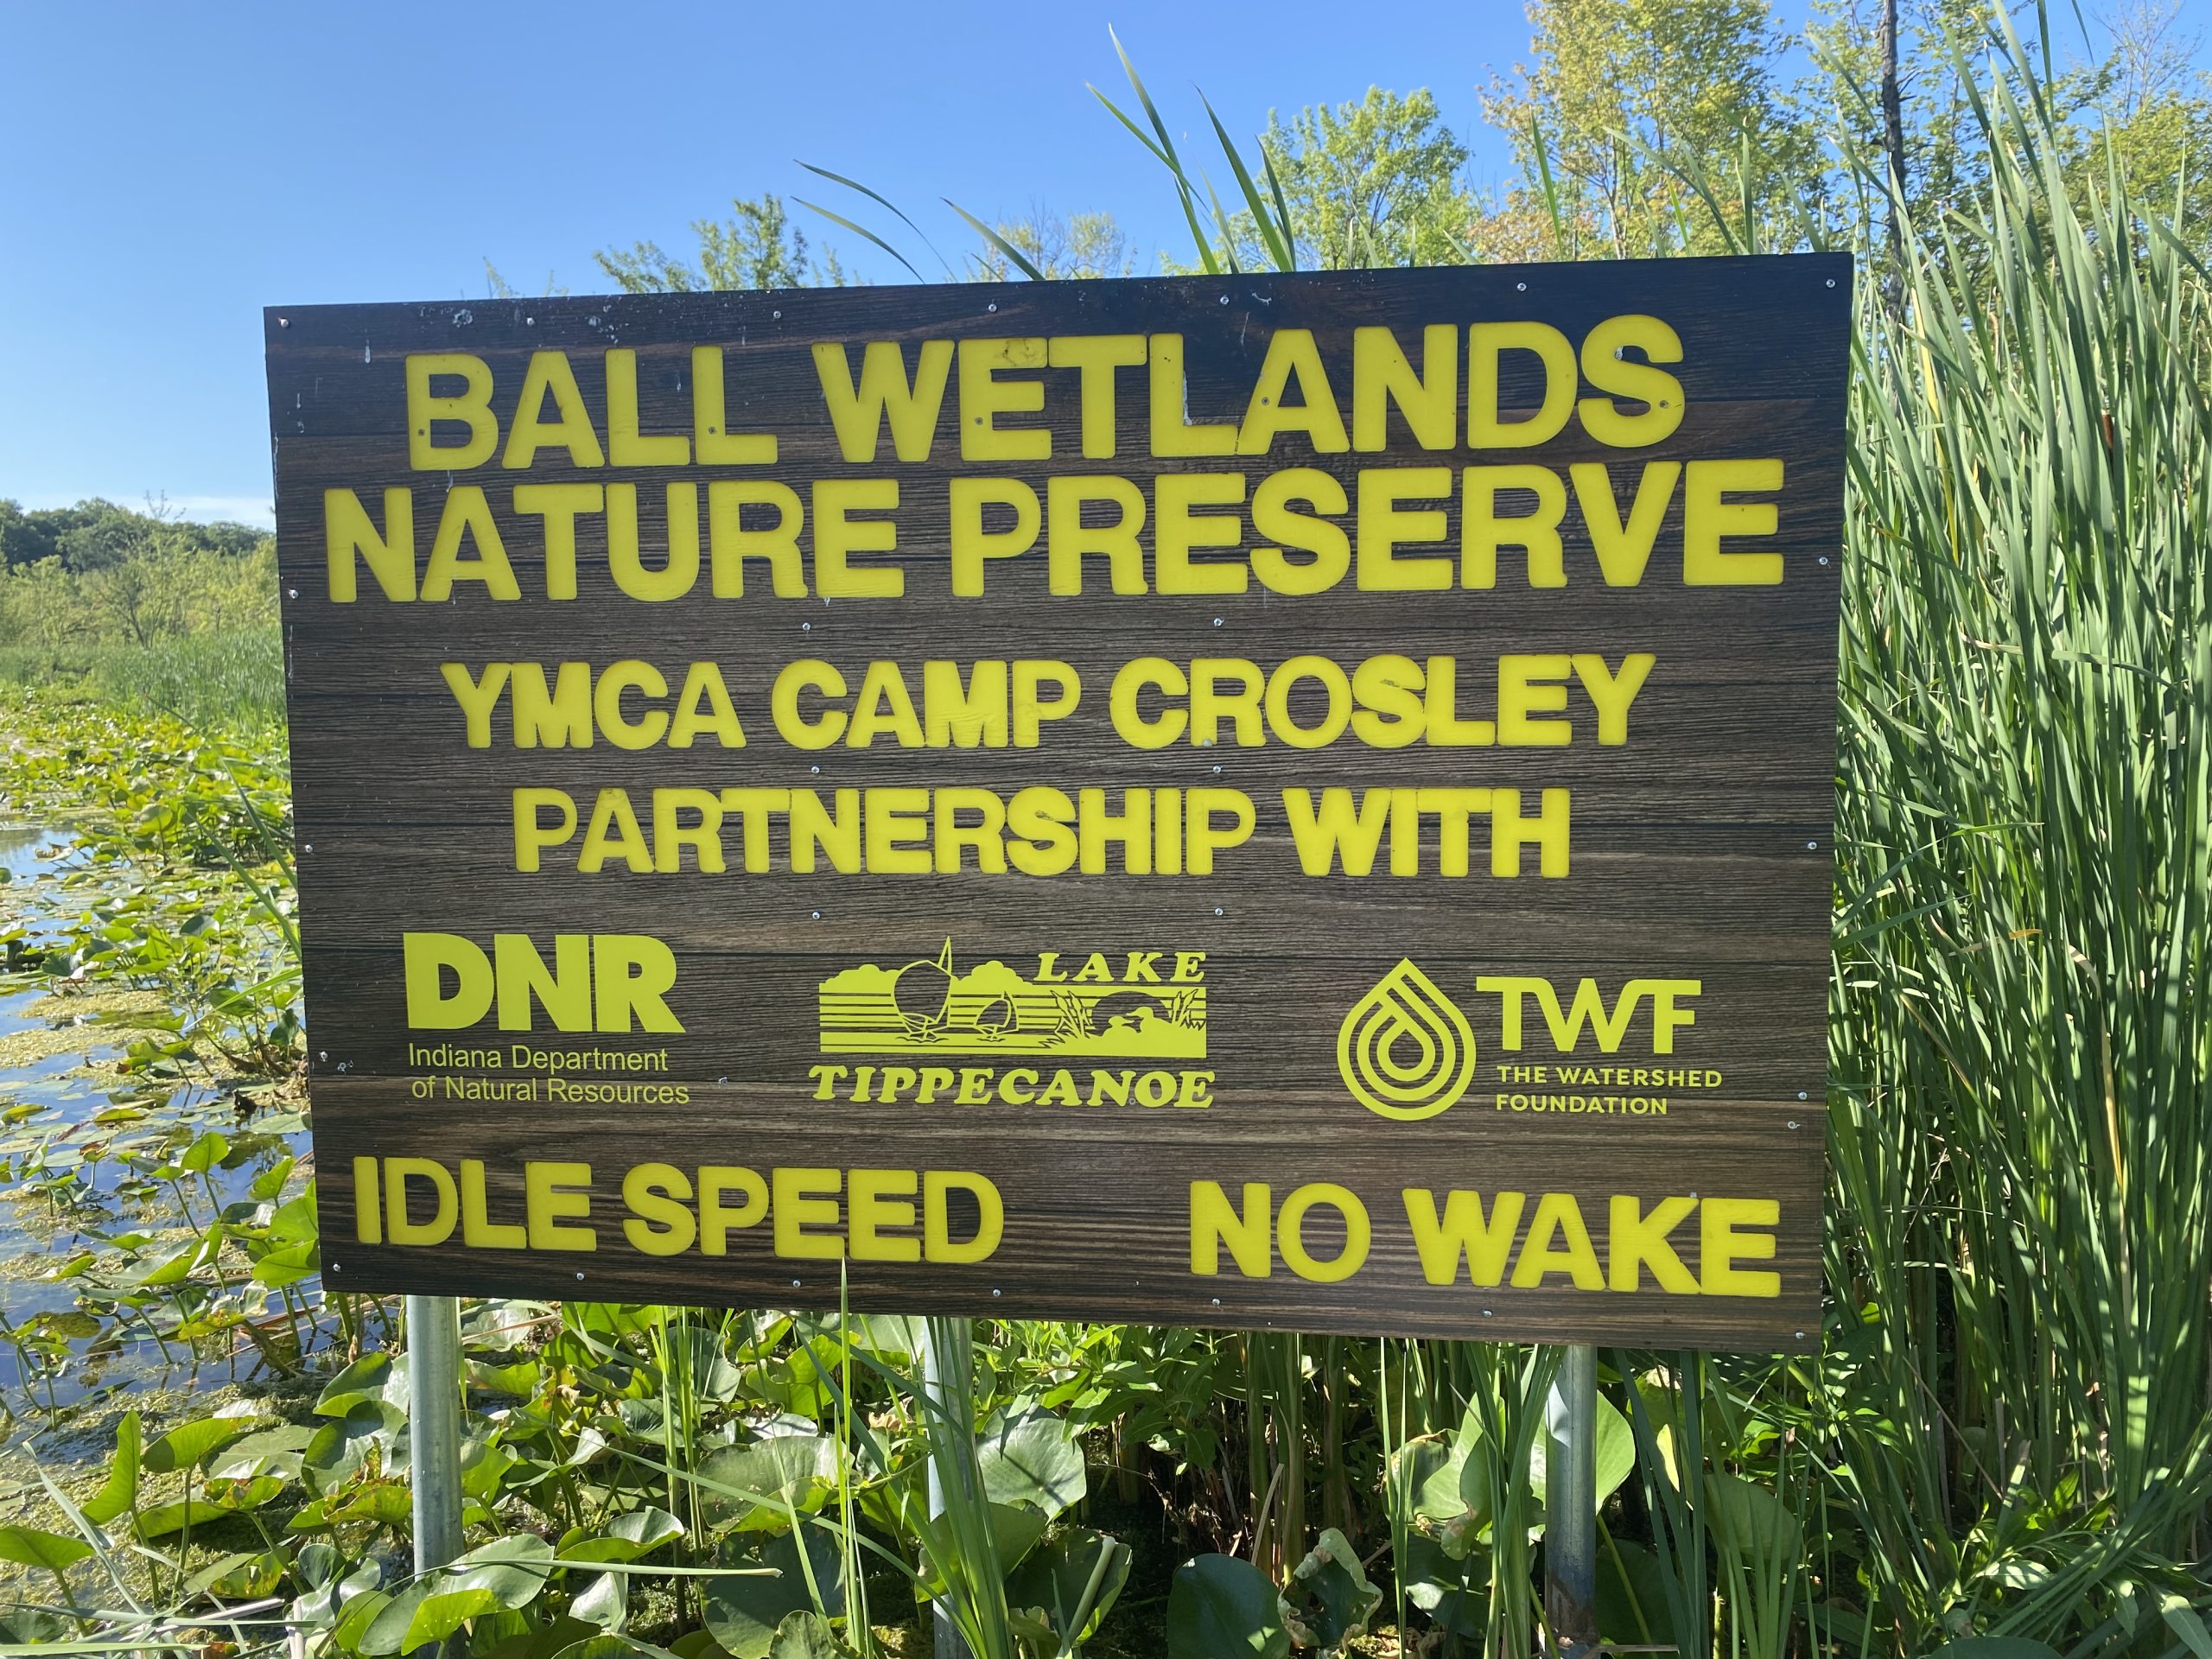 BALL WETLANDS
NATURE PRESERVE
YMCA CAMP CROSLEY
PARTNERSHIP WITH
DNR
Indiana Department
of Natural Resources
LAKE
TIPPECANOE
TWF
THE WATERSHED
FOUNDATION
IDLE SPEED NO WAKE